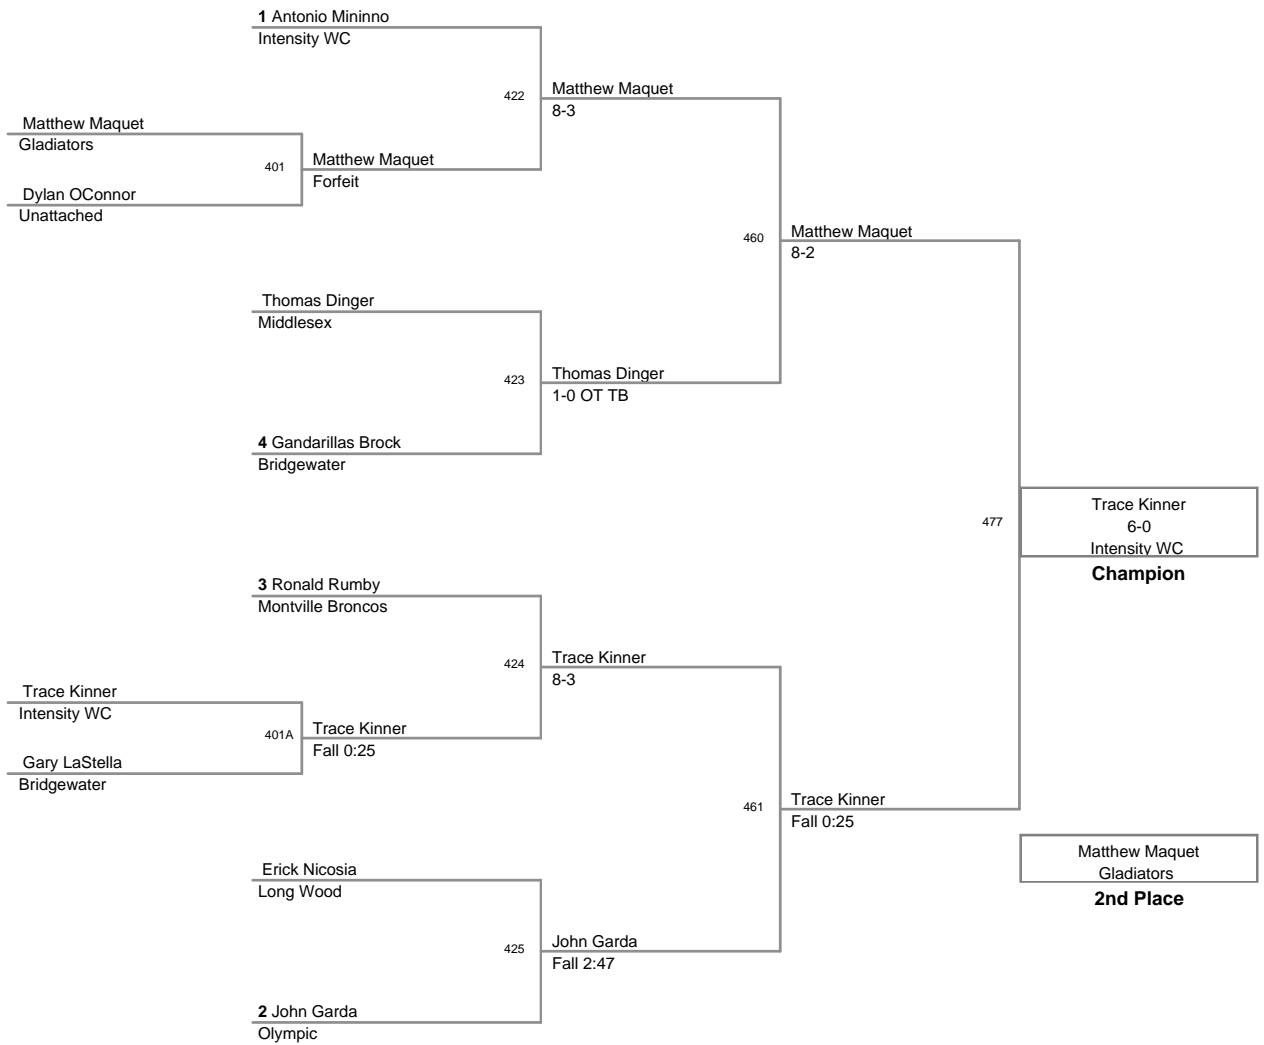 1 Antonio Mininno
Intensity WC
422
Matthew Maquet
8-3
Matthew Maquet
Gladiators
401
Matthew Maquet
Forfeit
Dylan OConnor
Unattached
460
Matthew Maquet
8-2
Thomas Dinger
Middlesex
423
Thomas Dinger
1-0 OT TB
4 Gandarillas Brock
Bridgewater
477
Trace Kinner
6-0
Intensity WC
Champion
3 Ronald Rumby
Montville Broncos
424
Trace Kinner
8-3
Trace Kinner
Intensity WC
401A
Trace Kinner
Fall 0:25
Gary LaStella
Bridgewater
461
Trace Kinner
Fall 0:25
Matthew Maquet
Gladiators
2nd Place
Erick Nicosia
Long Wood
425
John Garda
Fall 2:47
2 John Garda
Olympic